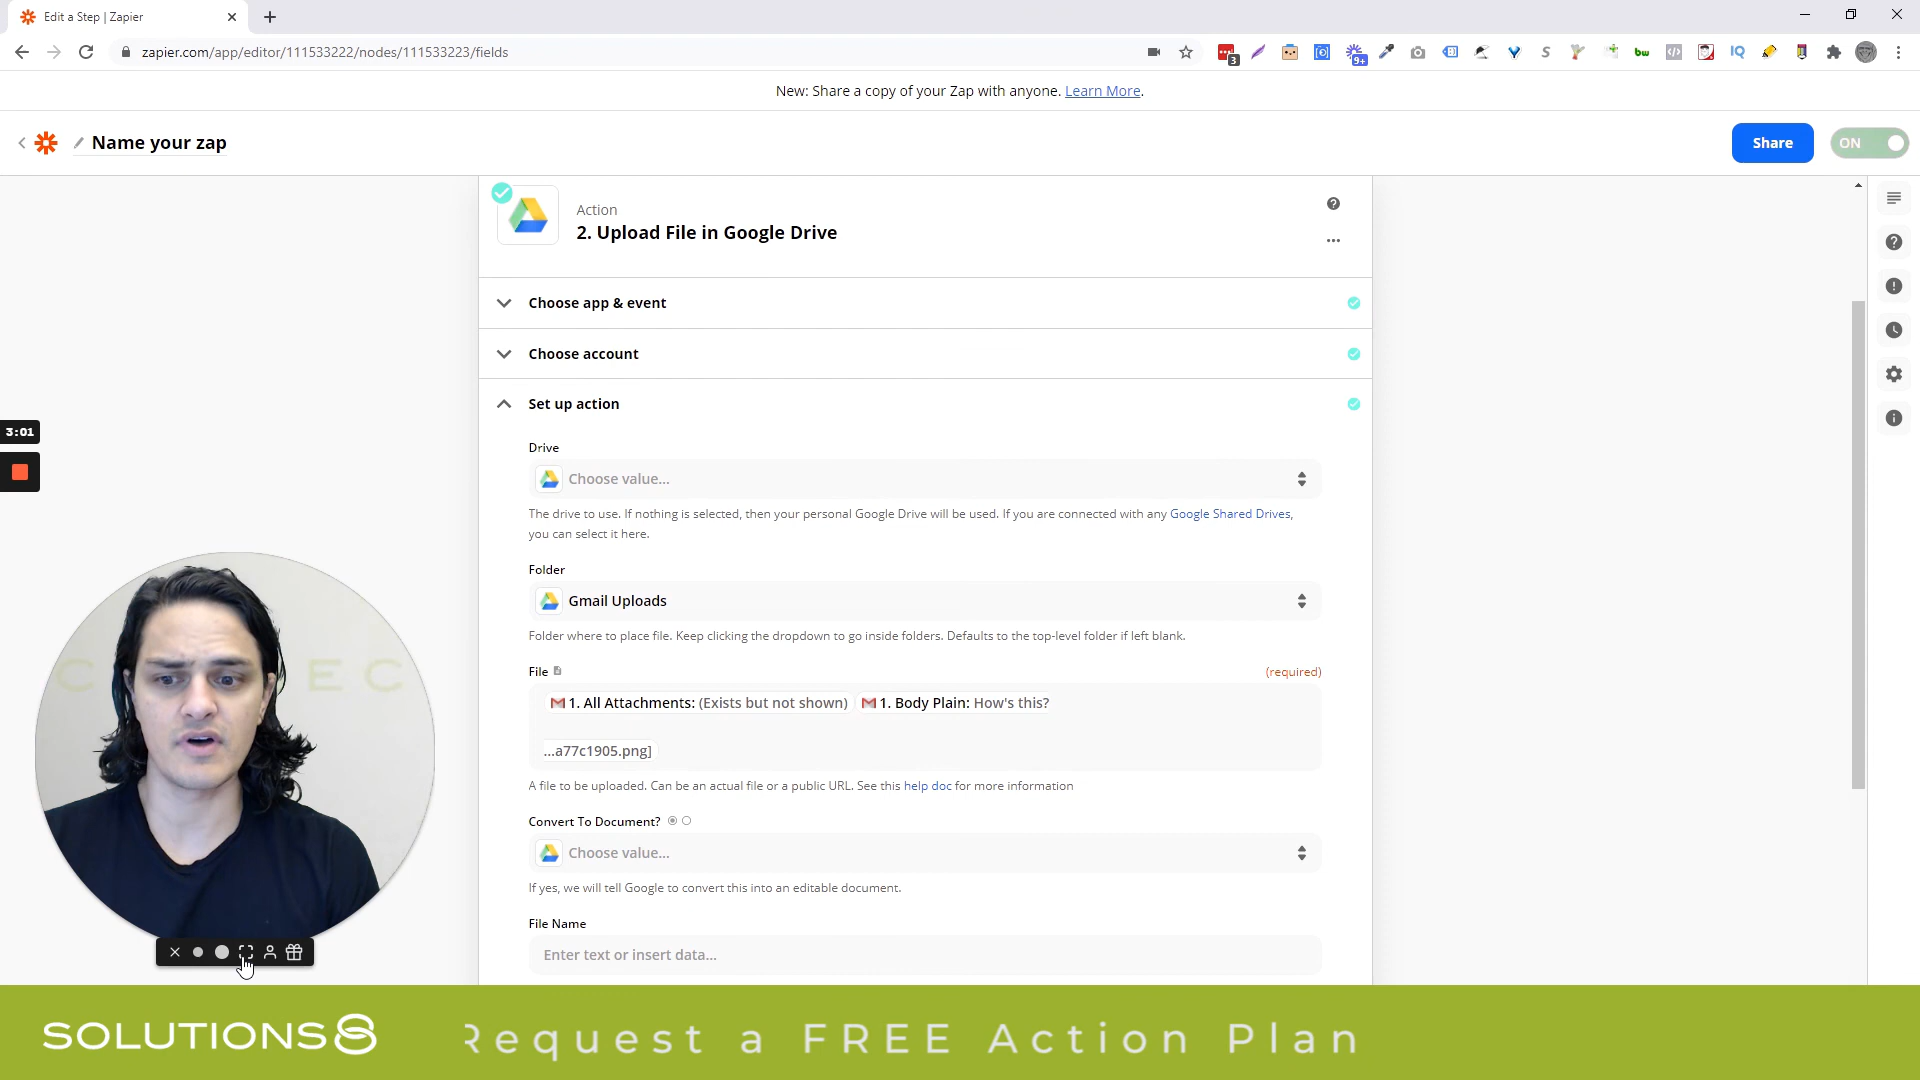 Edit a Step | Zapier
zapier.com/app/editor/111533222/nodes/111533223/fields
3
9+
S
bw
IQ
New: Share a copy of your Zap with anyone. Learn More.
Name your zap
Share
ON
Action
2. Upload File in Google Drive
Choose app & event
Choose account
Set up action
3:01
Drive
Choose value...
The drive to use. If nothing is selected, then your personal Google Drive will be used. If you are connected with any Google Shared Drives,
you can select it here.
Folder
Gmail Uploads
Folder where to place file. Keep clicking the dropdown to go inside folders. Defaults to the top-level folder if left blank.
File
(required)
1. All Attachments: (Exists but not shown) 1. Body Plain: How's this?
...a77c1905.png]
A file to be uploaded. Can be an actual file or a public URL. See this help doc for more information
Convert To Document?
Choose value...
If yes, we will tell Google to convert this into an editable document.
File Name
Enter text or insert data...
SOLUTIONS8
Request a FREE Action Plan